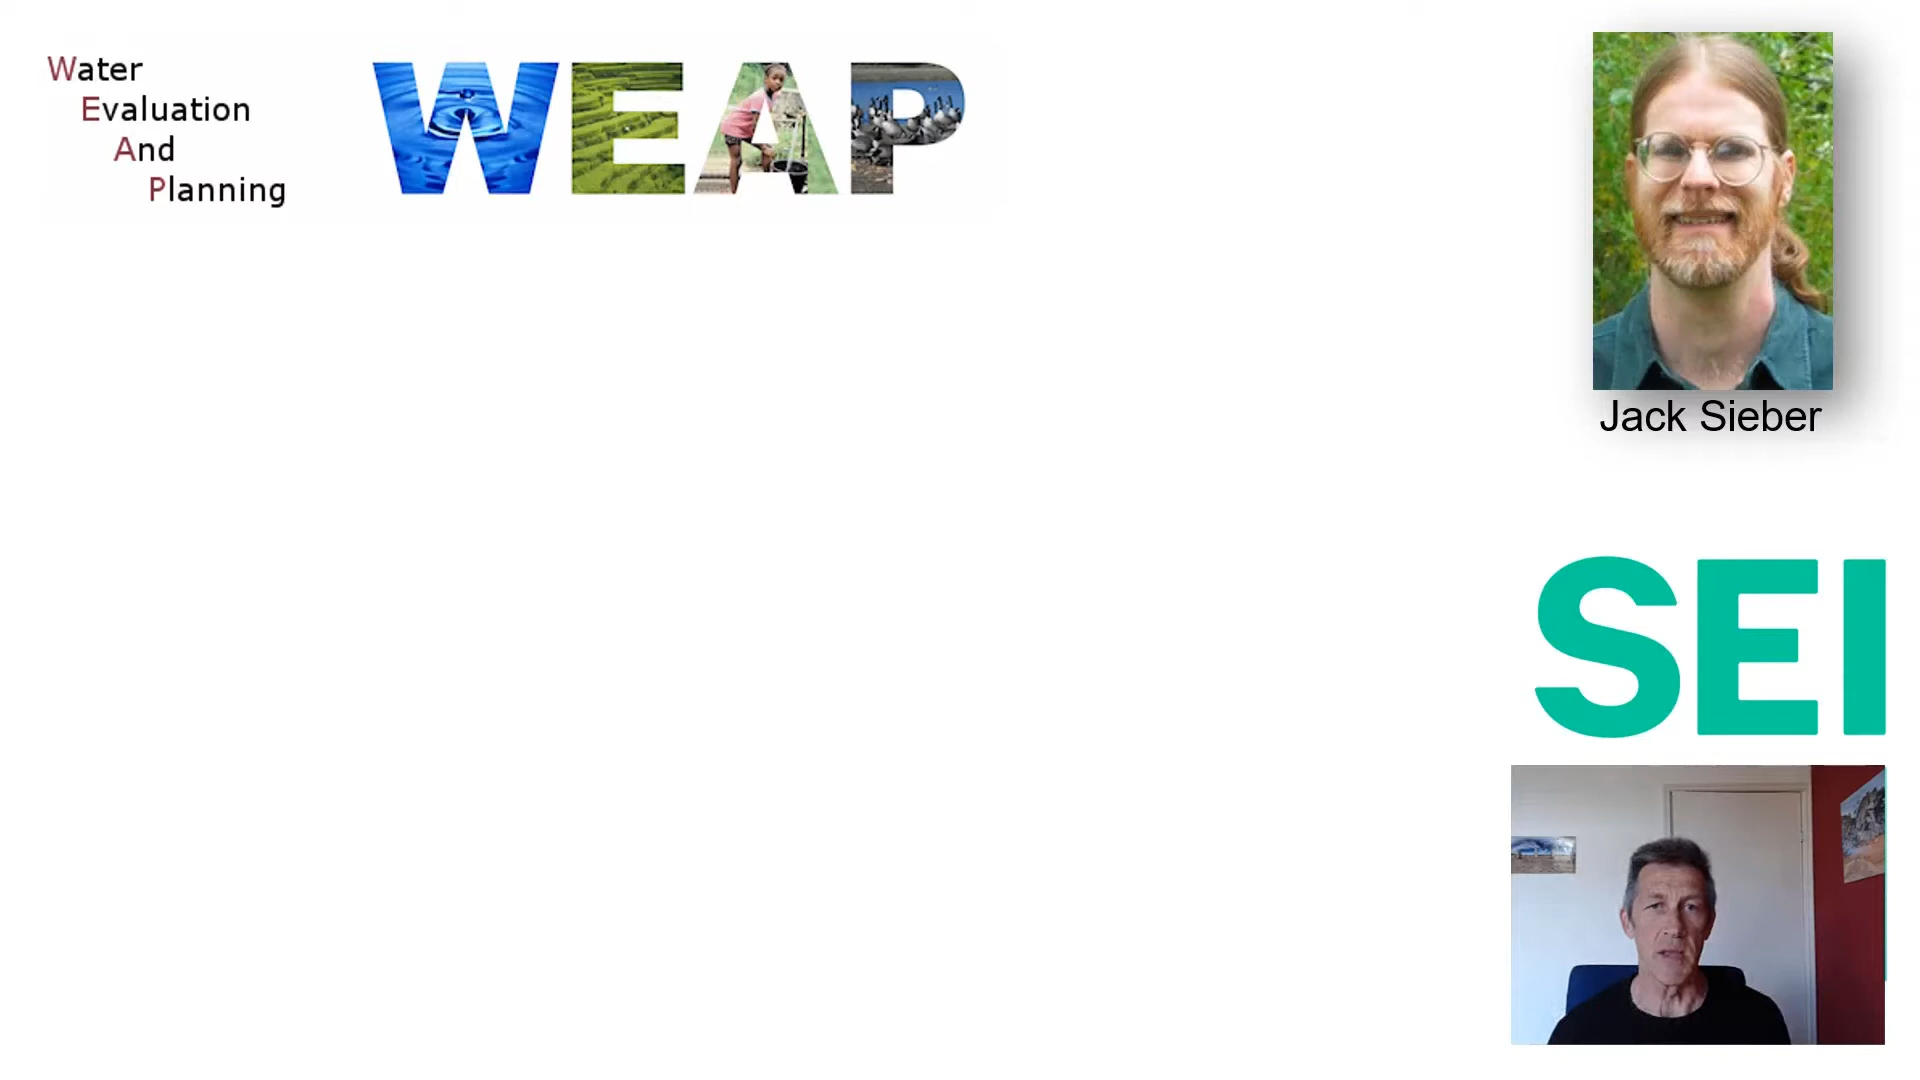 Water
Evaluation
And
Planning
WEAP
Jack Sieber
SEI